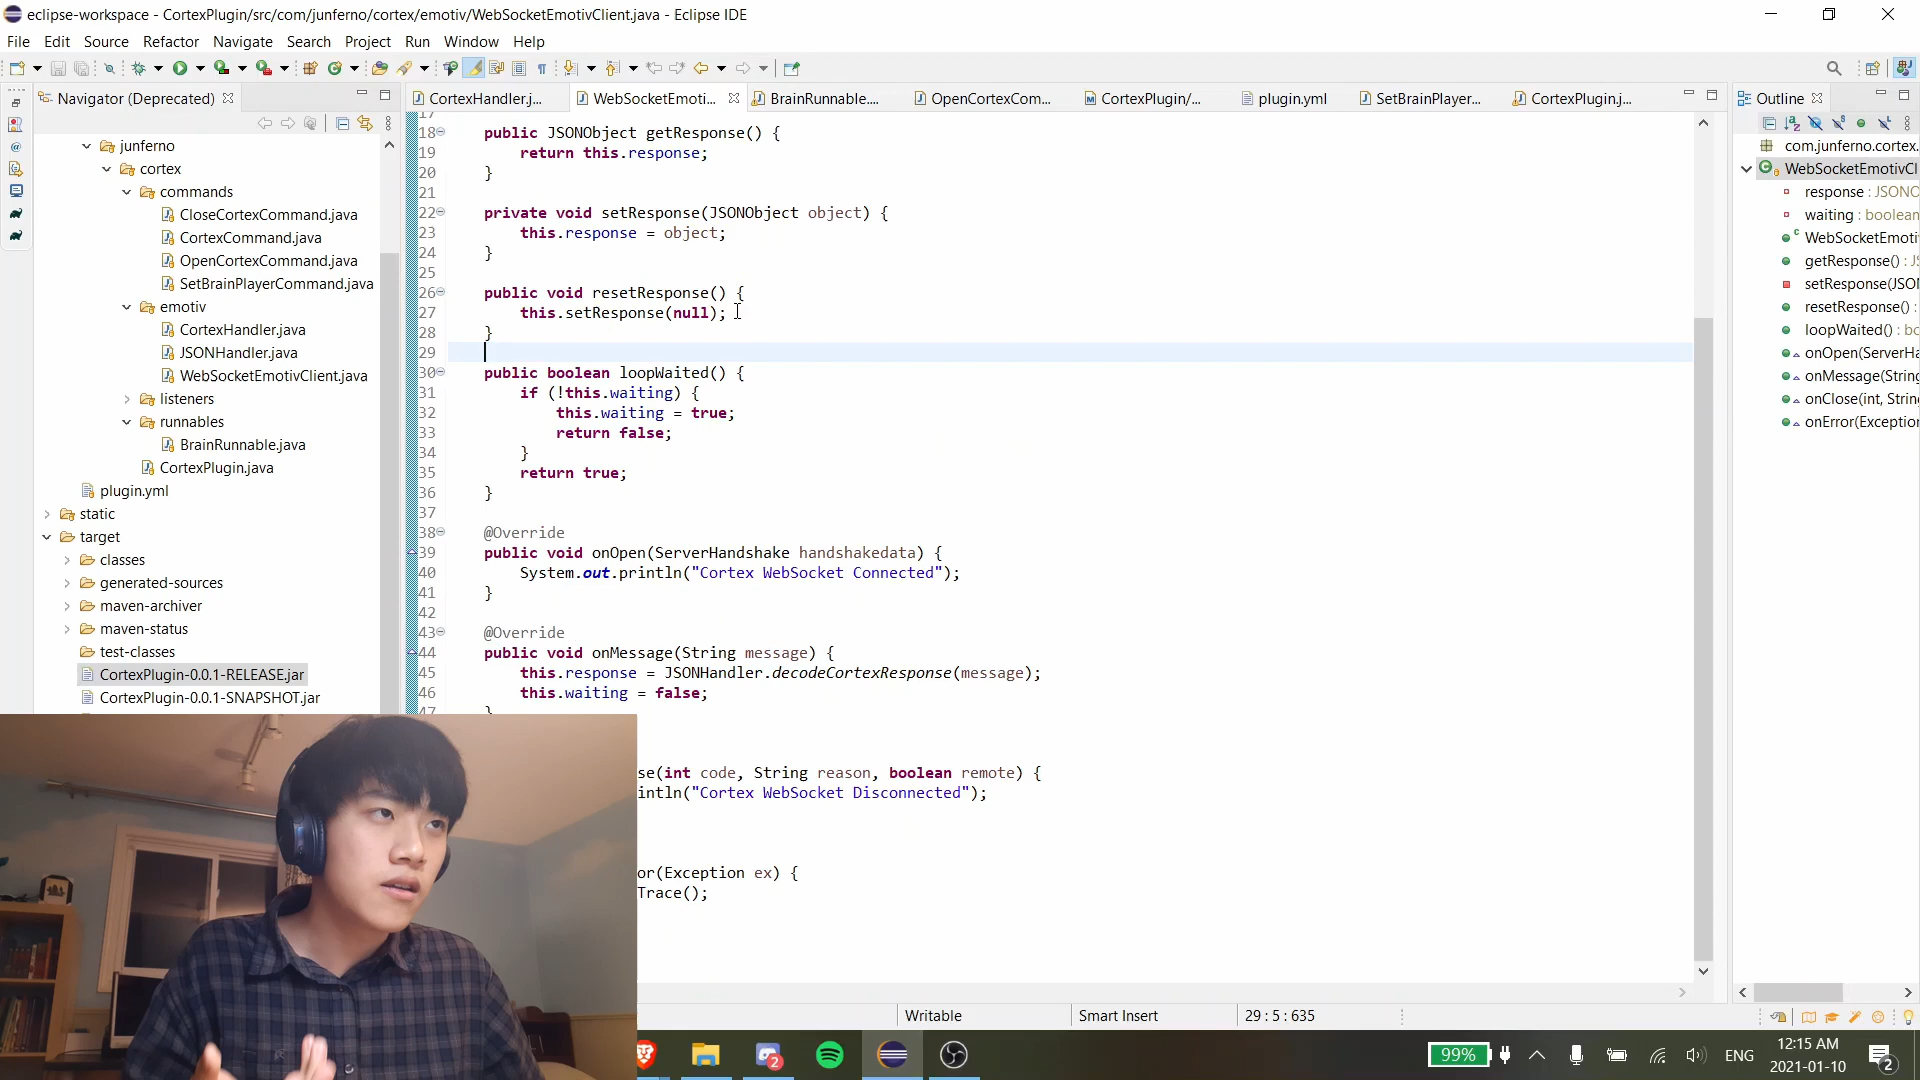 eclipse-workspace - CortexPlugin/src/com/junferno/cortex/emotiv/WebSocketEmotivClient.java - Eclipse IDE
File Edit Source Refactor Navigate Search Project Run Window Help
Navigator (Deprecated)
CortexHandler.j... WebSocketEmoti... BrainRunnable.... OpenCortexCom... CortexPlugin/... plugin.yml SetBrainPlayer... CortexPlugin.j...
Outline
junferno
cortex
commands
CloseCortexCommand.java
CortexCommand.java
OpenCortexCommand.java
SetBrainPlayerCommand.java
emotiv
CortexHandler.java
JSONHandler.java
WebSocketEmotivClient.java
listeners
runnables
BrainRunnable.java
CortexPlugin.java
plugin.yml
static
target
classes
generated-sources
maven-archiver
maven-status
test-classes
CortexPlugin-0.0.1-RELEASE.jar
CortexPlugin-0.0.1-SNAPSHOT.jar
17
18 public JSONObject getResponse() {
19 return this.response;
20 }
21
22 private void setResponse(JSONObject object) {
23 this.response = object;
24 }
25
26 public void resetResponse() {
27 this.setResponse(null);
28 }
29
30 public boolean loopWaited() {
31 if (!this.waiting) {
32 this.waiting = true;
33 return false;
34 }
35 return true;
36 }
37
38 @Override
39 public void onOpen(ServerHandshake handshakedata) {
40 System.out.println("Cortex WebSocket Connected");
41 }
42
43 @Override
44 public void onMessage(String message) {
45 this.response = JSONHandler.decodeCortexResponse(message);
46 this.waiting = false;
47 }
se(int code, String reason, boolean remote) {
intln("Cortex WebSocket Disconnected");
or(Exception ex) {
Trace();
com.junferno.cortex.
WebSocketEmotivCl
response : JSONO
waiting : boolean
WebSocketEmoti
getResponse() : JS
setResponse(JSON
resetResponse() :
loopWaited() : bo
onOpen(ServerHa
onMessage(String
onClose(int, String
onError(Exception
Writable Smart Insert 29 : 5 : 635
2
99% ENG 12:15 AM
2021-01-10 2